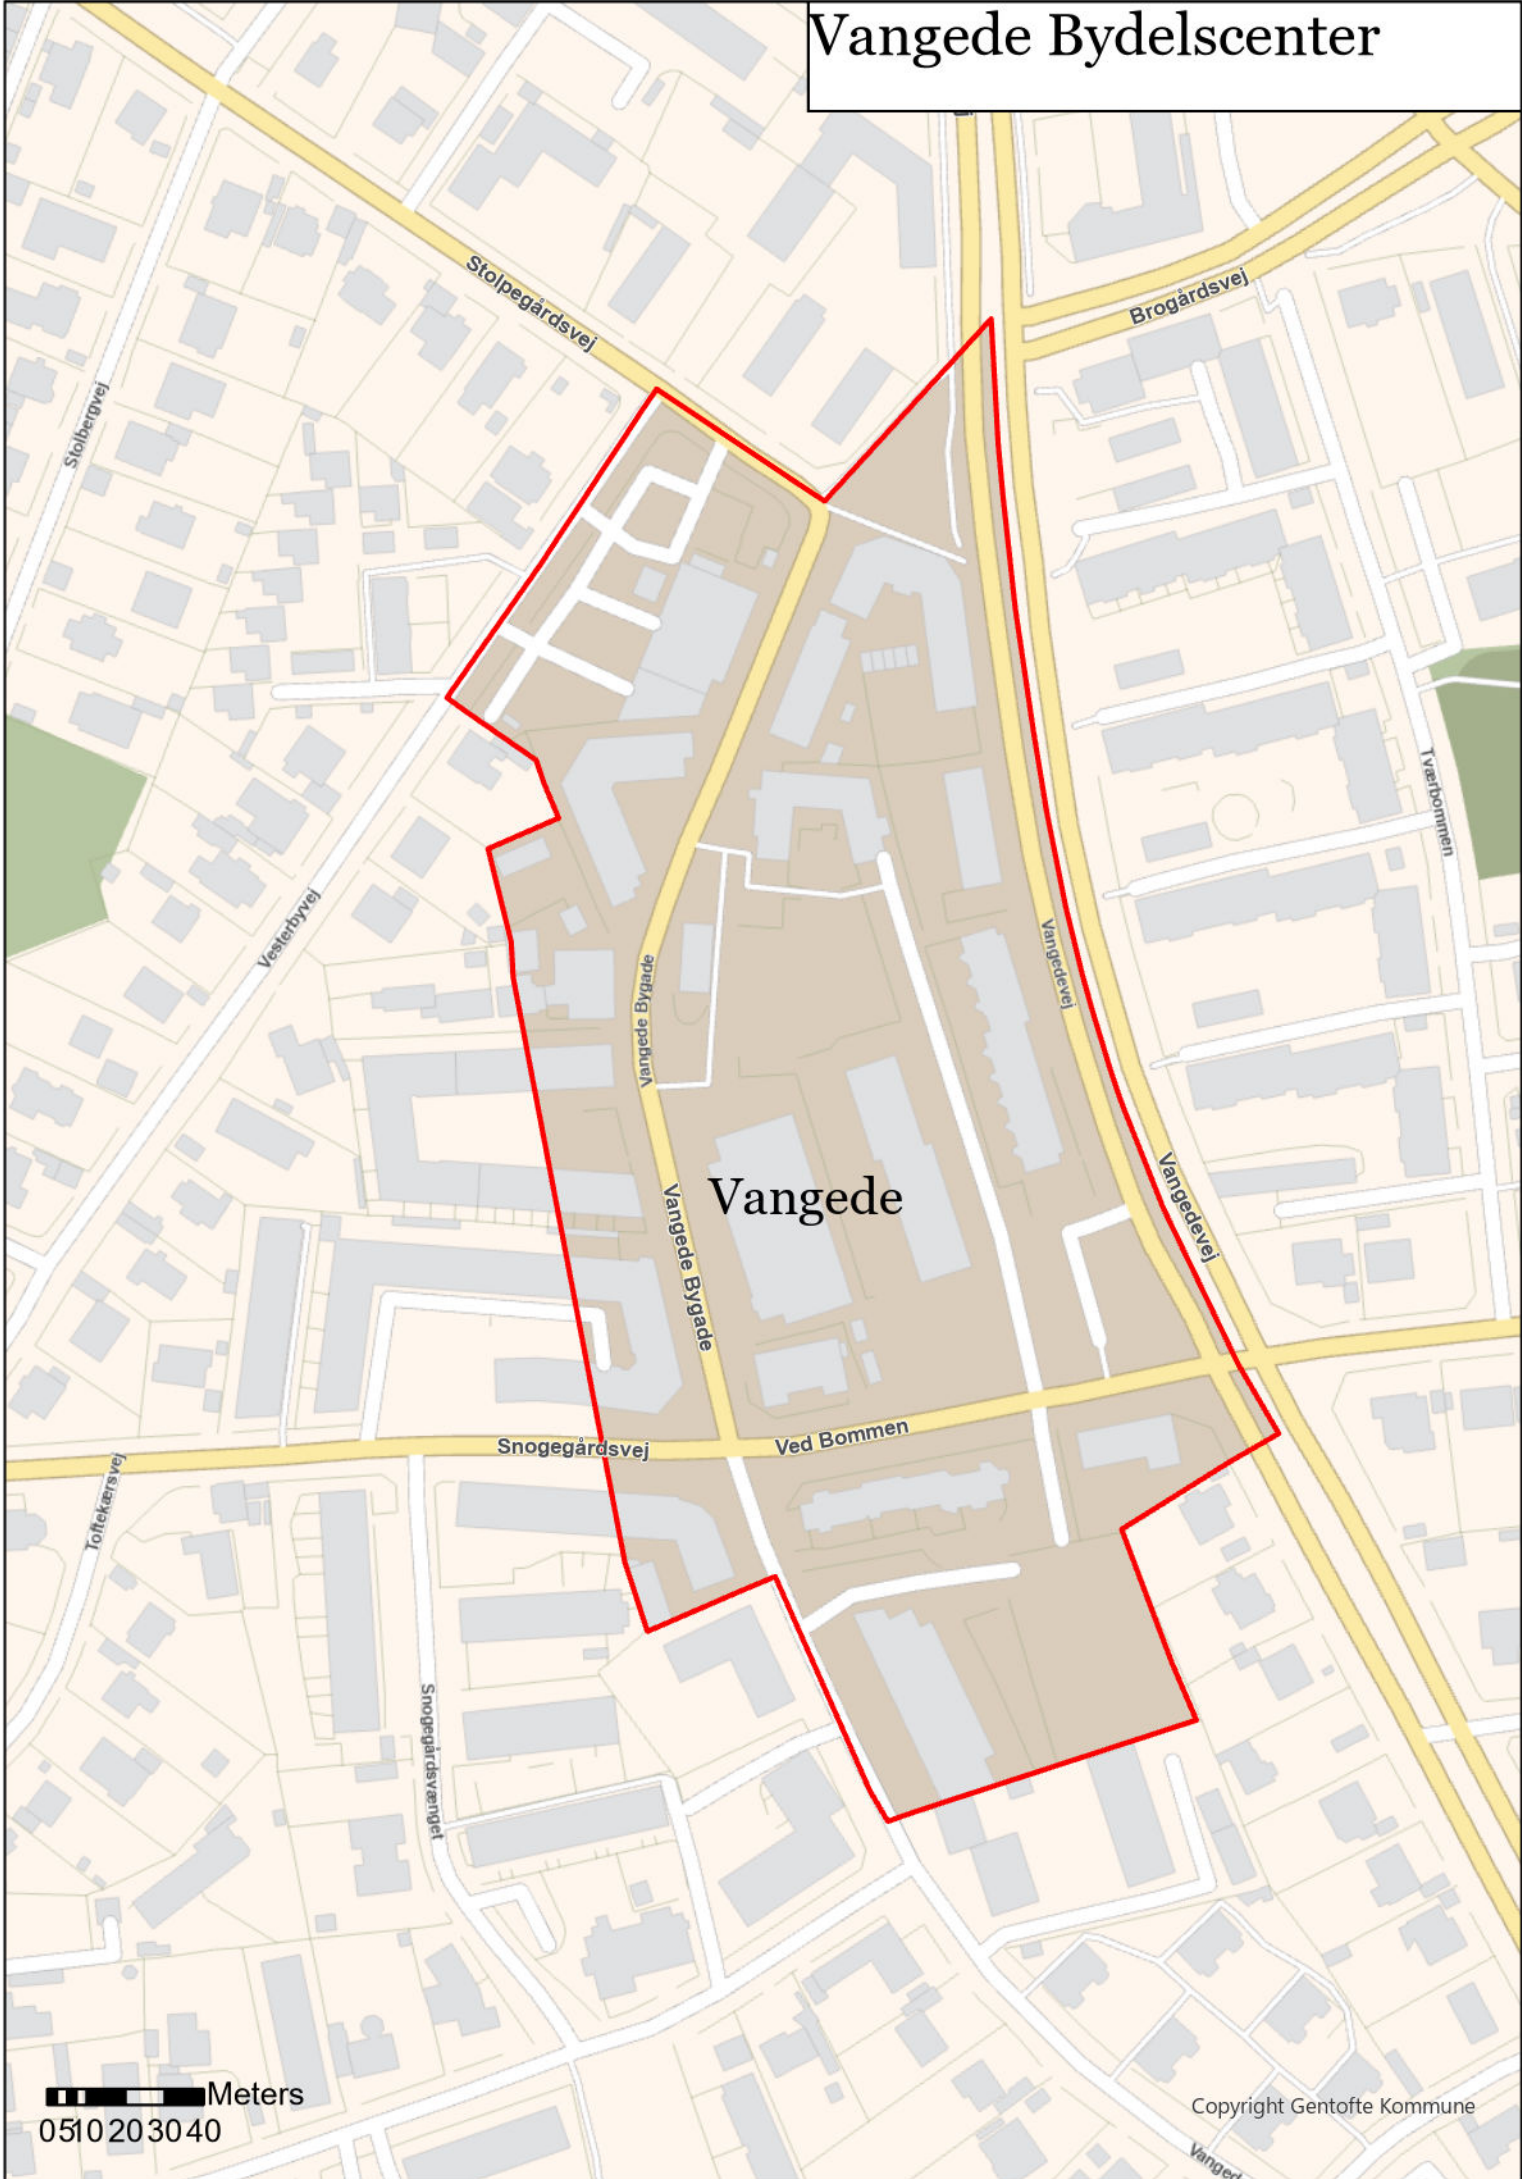 Vangede Bydelscenter
Stolpegårdsvej
Brogårdsvej
Stolbergvej
Tværbommen
Vesterbyvej
Vangede Bygade
Vangedevej
Vangede
Vangedevej
Vangede Bygade
Snogegårdsvej
Ved Bommen
Toftekærsvej
Snogegårdsvænget
Meters
0 5 10 20 30 40
Copyright Gentofte Kommune